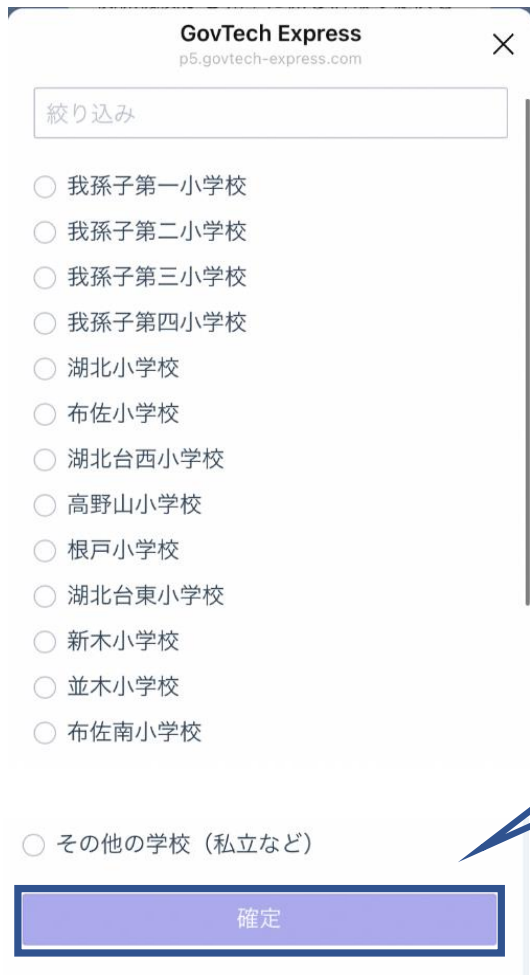 GovTech Express
p5.govtech-express.com
絞り込み
我孫子第一小学校
我孫子第二小学校
我孫子第三小学校
我孫子第四小学校
湖北小学校
布佐小学校
湖北台西小学校
高野山小学校
根戸小学校
湖北台東小学校
新木小学校
並木小学校
布佐南小学校
その他の学校（私立など）
確定